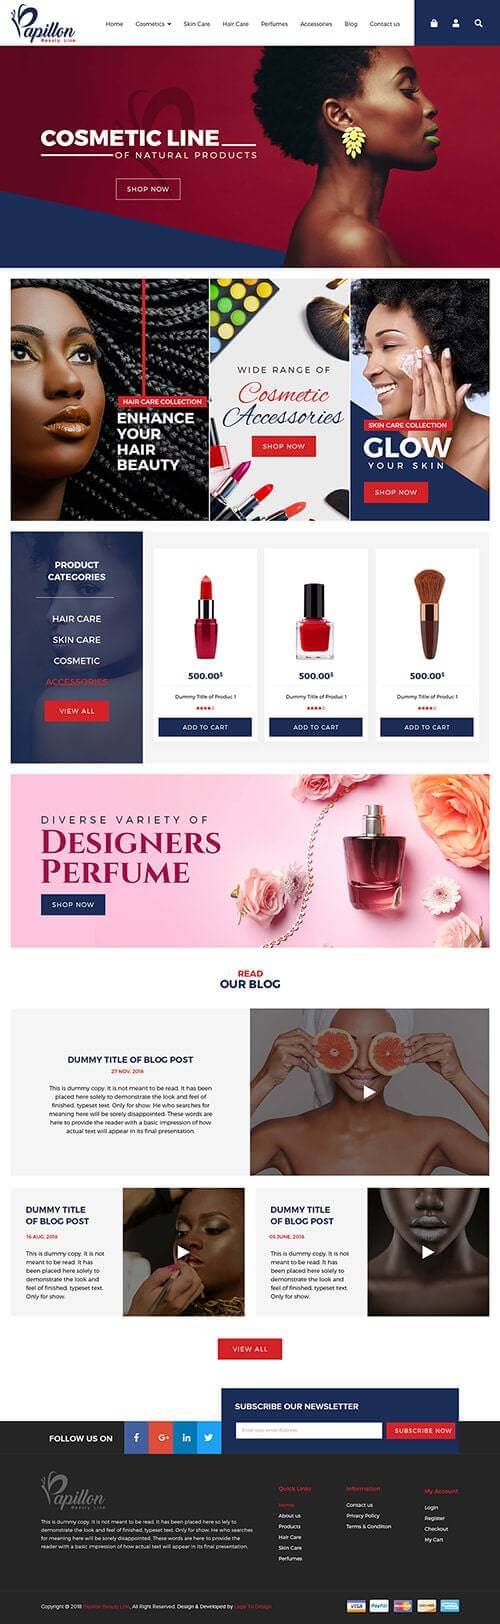 Papillon
Beauty Line
Home Cosmetics Skin Care Hair Care Perfumes Accessories Blog Contact us
COSMETIC LINE
OF NATURAL PRODUCTS
SHOP NOW
HAIR CARE COLLECTION
ENHANCE
YOUR
HAIR
BEAUTY
WIDE RANGE OF
Cosmetic
Accessories
SHOP NOW
SKIN CARE COLLECTION
GLOW
YOUR SKIN
SHOP NOW
PRODUCT
CATEGORIES
HAIR CARE
SKIN CARE
COSMETIC
ACCESSORIES
VIEW ALL
500.00$
Dummy Title of Produc 1
ADD TO CART
500.00$
Dummy Title of Produc 1
ADD TO CART
400.00$
Dummy Title of Produc 1
ADD TO CART
DIVERSE VARIETY OF
DESIGNERS
PERFUME
SHOP NOW
READ
OUR BLOG
DUMMY TITLE OF BLOG POST
27 NOV, 2018
This is dummy copy. It is not meant to be read. It has been
placed here solely to demonstrate the look and feel of
finished, typeset text. Only for show. He who searches for
meaning here will be sorely disappointed. These words are
here to provide the reader with a basic impression of how
actual text will appear in its final presentation.
DUMMY TITLE
OF BLOG POST
16 AUG, 2018
This is dummy copy. It is not
meant to be read. It has
been placed here solely to
demonstrate the look and
feel of finished, typeset text.
Only for show.
DUMMY TITLE
OF BLOG POST
05 JUNE, 2018
This is dummy copy. It is not
meant to be read. It has
been placed here solely to
demonstrate the look and
feel of finished, typeset text.
Only for show.
VIEW ALL
SUBSCRIBE OUR NEWSLETTER
Enter your email Address
SUBSCRIBE NOW
FOLLOW US ON
Papillon
Beauty Line
This is dummy copy. It is not meant to be read. It has been placed here so lely to
demonstrate the look and feel of finished, typeset text. Only for show. He who searches
for meaning here will be sorely disappointed. These words are here to provide the
reader with a basic impression of how actual text will appear in its final presentation.
Quick Links
Home
About us
Products
Hair Care
Skin Care
Perfumes
Information
Contact us
Privacy Policy
Terms & Condition
My Account
Login
Register
Checkout
My Cart
Copyright @ 2018 Papillon Beauty Line, All Right Reserved. Design & Developed by Logo To Design
VISA PayPal